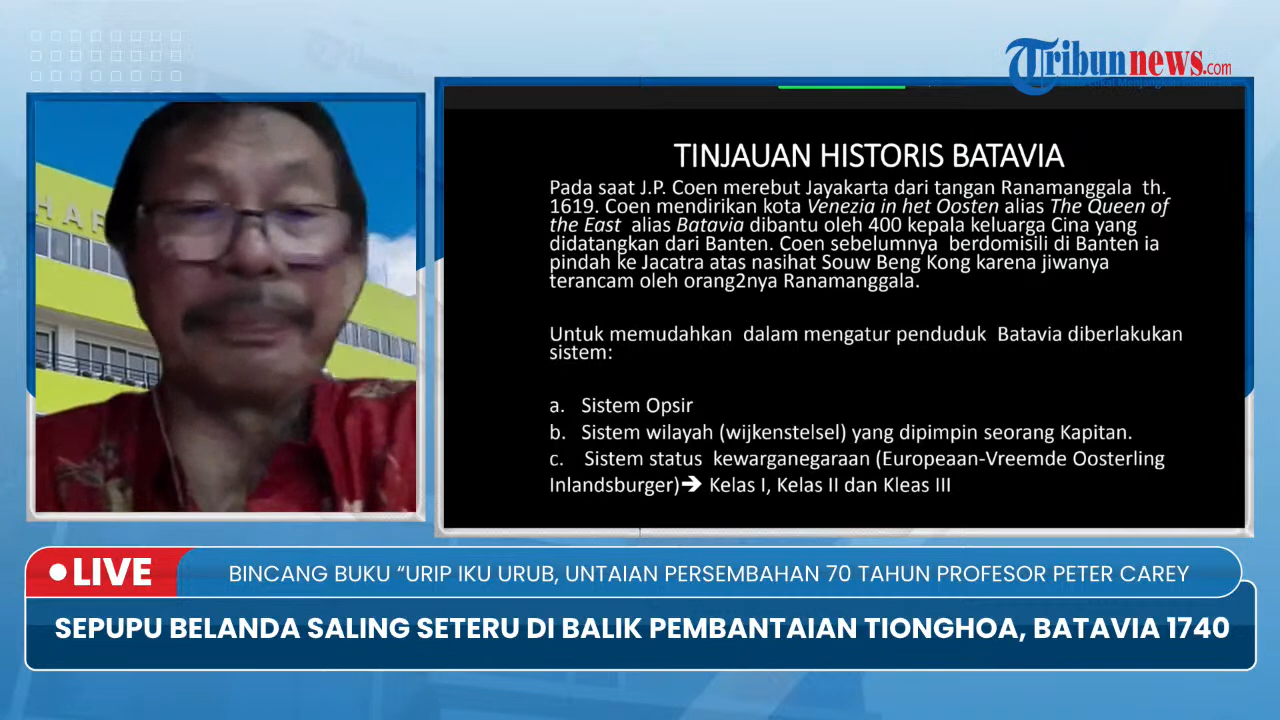 Tribunnews.com
HAR
TINJAUAN HISTORIS BATAVIA
Pada saat J.P. Coen merebut Jayakarta dari tangan Ranamanggala th.
1619. Coen mendirikan kota Venezia in het Oosten alias The Queen of
the East alias Batavia dibantu oleh 400 kepala keluarga Cina yang
didatangkan dari Banten. Coen sebelumnya berdomisili di Banten ia
pindah ke Jacatra atas nasihat Souw Beng Kong karena jiwanya
terancam oleh orang2nya Ranamanggala.
Untuk memudahkan dalam mengatur penduduk Batavia diberlakukan
sistem:
a. Sistem Opsir
b. Sistem wilayah (wijkenstelsel) yang dipimpin seorang Kapitan.
c. Sistem status kewarganegaraan (Europeaan-Vreemde Oosterling
Inlandsburger)➔ Kelas I, Kelas II dan Kleas III
LIVE
BINCANG BUKU “URIP IKU URUB, UNTAIAN PERSEMBAHAN 70 TAHUN PROFESOR PETER CAREY
SEPUPU BELANDA SALING SETERU DI BALIK PEMBANTAIAN TIONGHOA, BATAVIA 1740